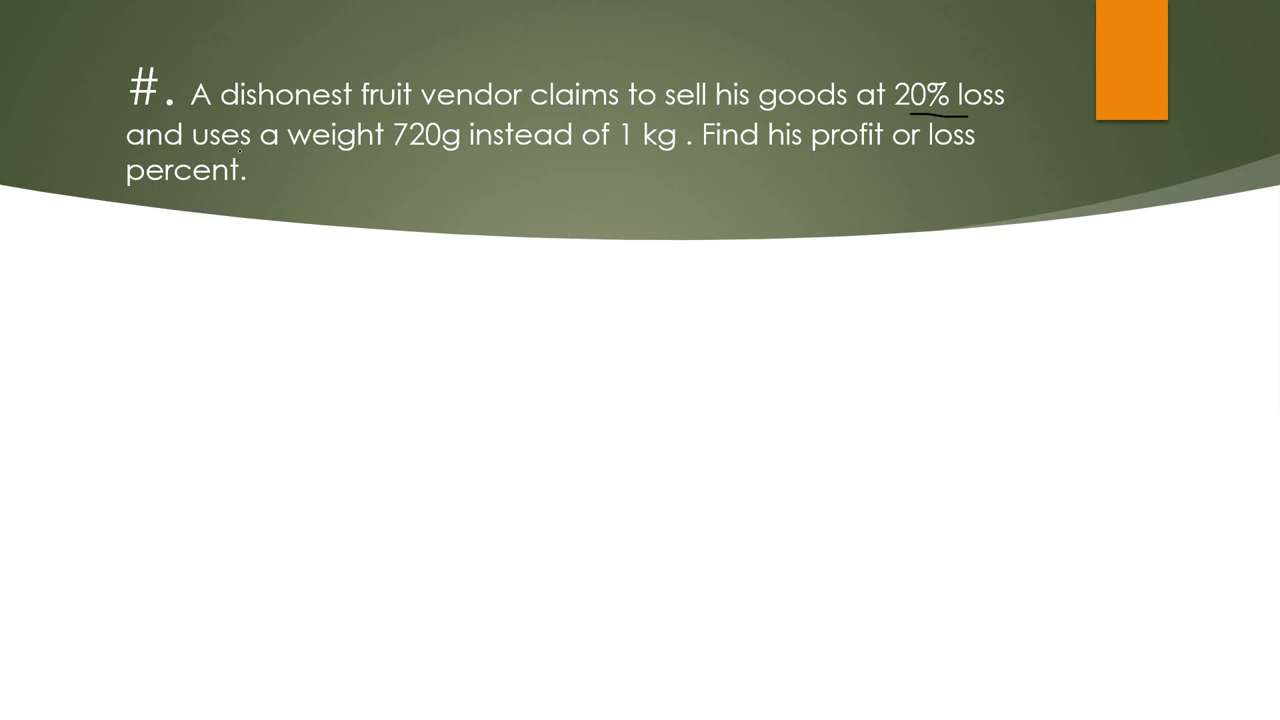 #. A dishonest fruit vendor claims to sell his goods at 20% loss
and uses a weight 720g instead of 1 kg . Find his profit or loss
percent.